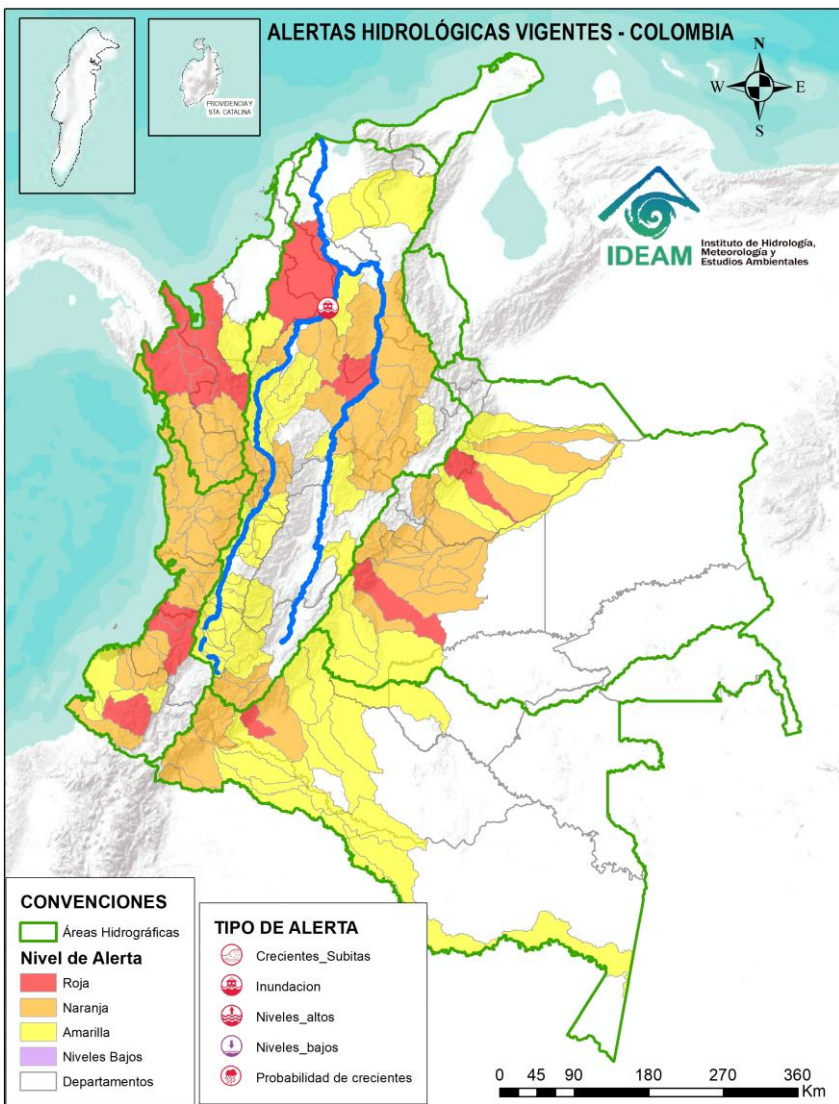 ALERTAS HIDROLÓGICAS VIGENTES - COLOMBIA
PROVIDENCIA Y
STA. CATALINA
N
W
E
S
IDEAM
Instituto de Hidrología,
Meteorología y
Estudios Ambientales
CONVENCIONES
Áreas Hidrográficas
Nivel de Alerta
Roja
Naranja
Amarilla
Niveles Bajos
Departamentos
TIPO DE ALERTA
Crecientes_Subitas
Inundacion
Niveles_altos
Niveles_bajos
Probabilidad de crecientes
0 45 90 180 270 360
Km